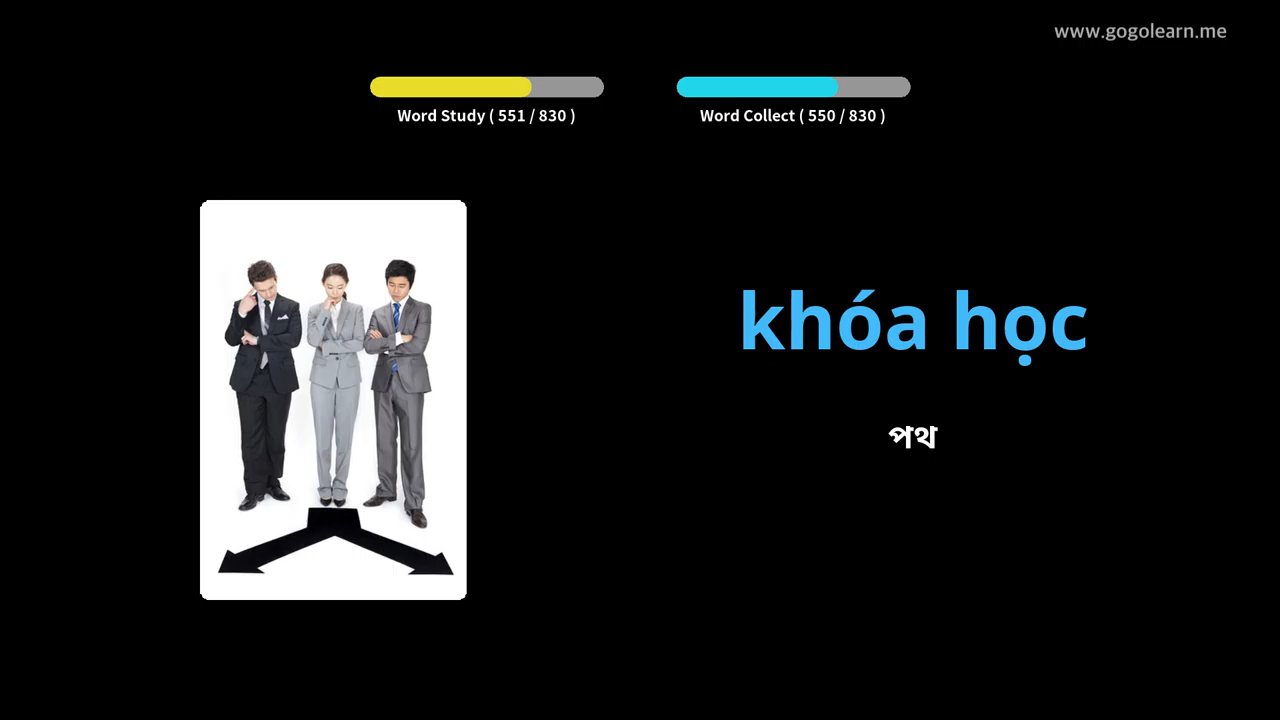 www.gogolearn.me
Word Study ( 551 / 830 )
Word Collect ( 550 / 830 )
khóa học
পথ